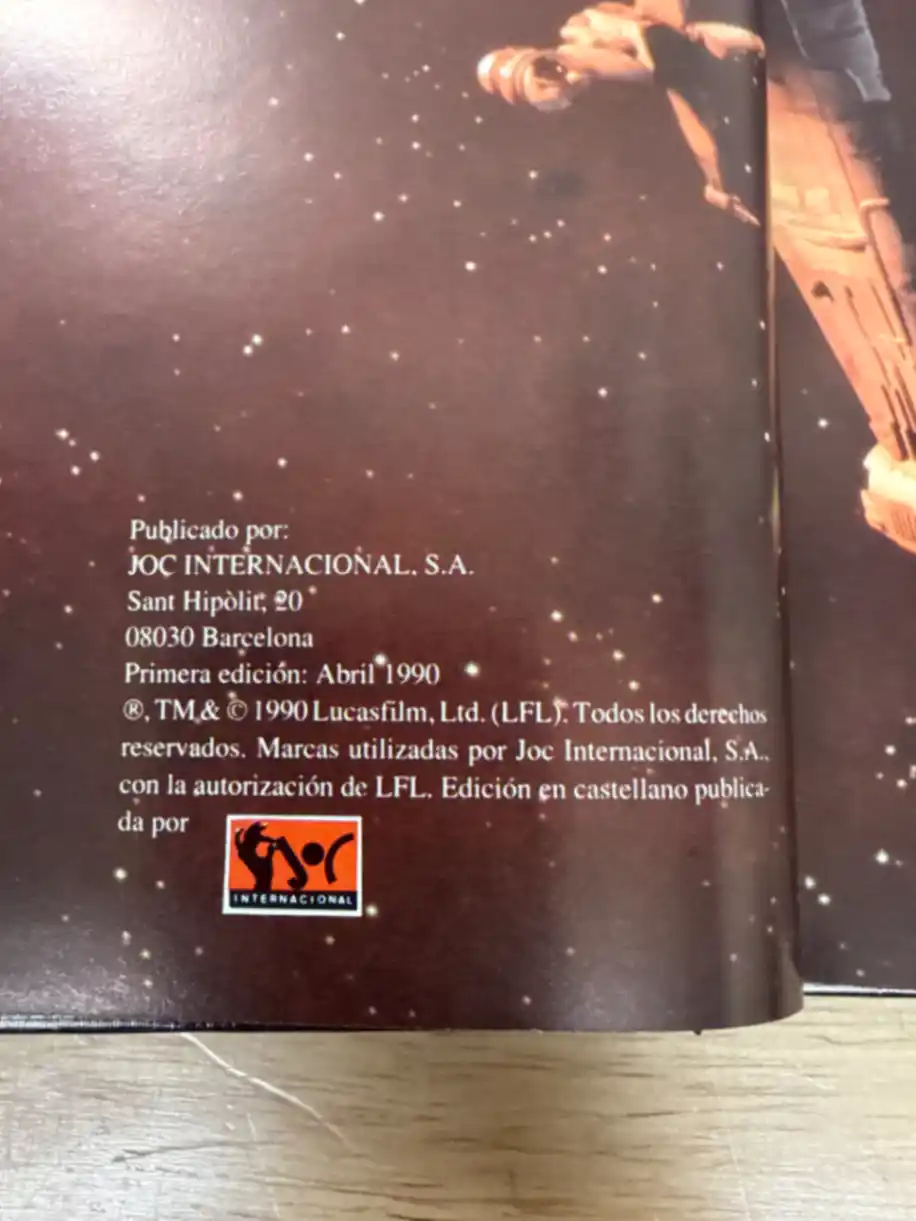 Publicado por:
JOC INTERNACIONAL, S.A.
Sant Hipòlit, 20
08030 Barcelona
Primera edición: Abril 1990
®, TM & © 1990 Lucasfilm, Ltd. (LFL). Todos los derechos
reservados. Marcas utilizadas por Joc Internacional, S.A.,
con la autorización de LFL. Edición en castellano publica-
da por
JOC
INTERNACIONAL